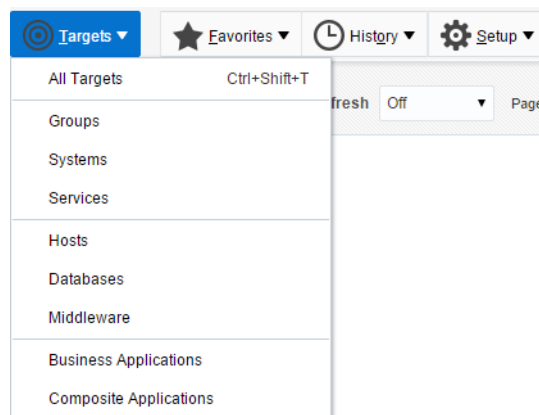 Targets Favorites History Setup
All Targets Ctrl+Shift+T
fresh Off Page
Groups
Systems
Services
Hosts
Databases
Middleware
Business Applications
Composite Applications